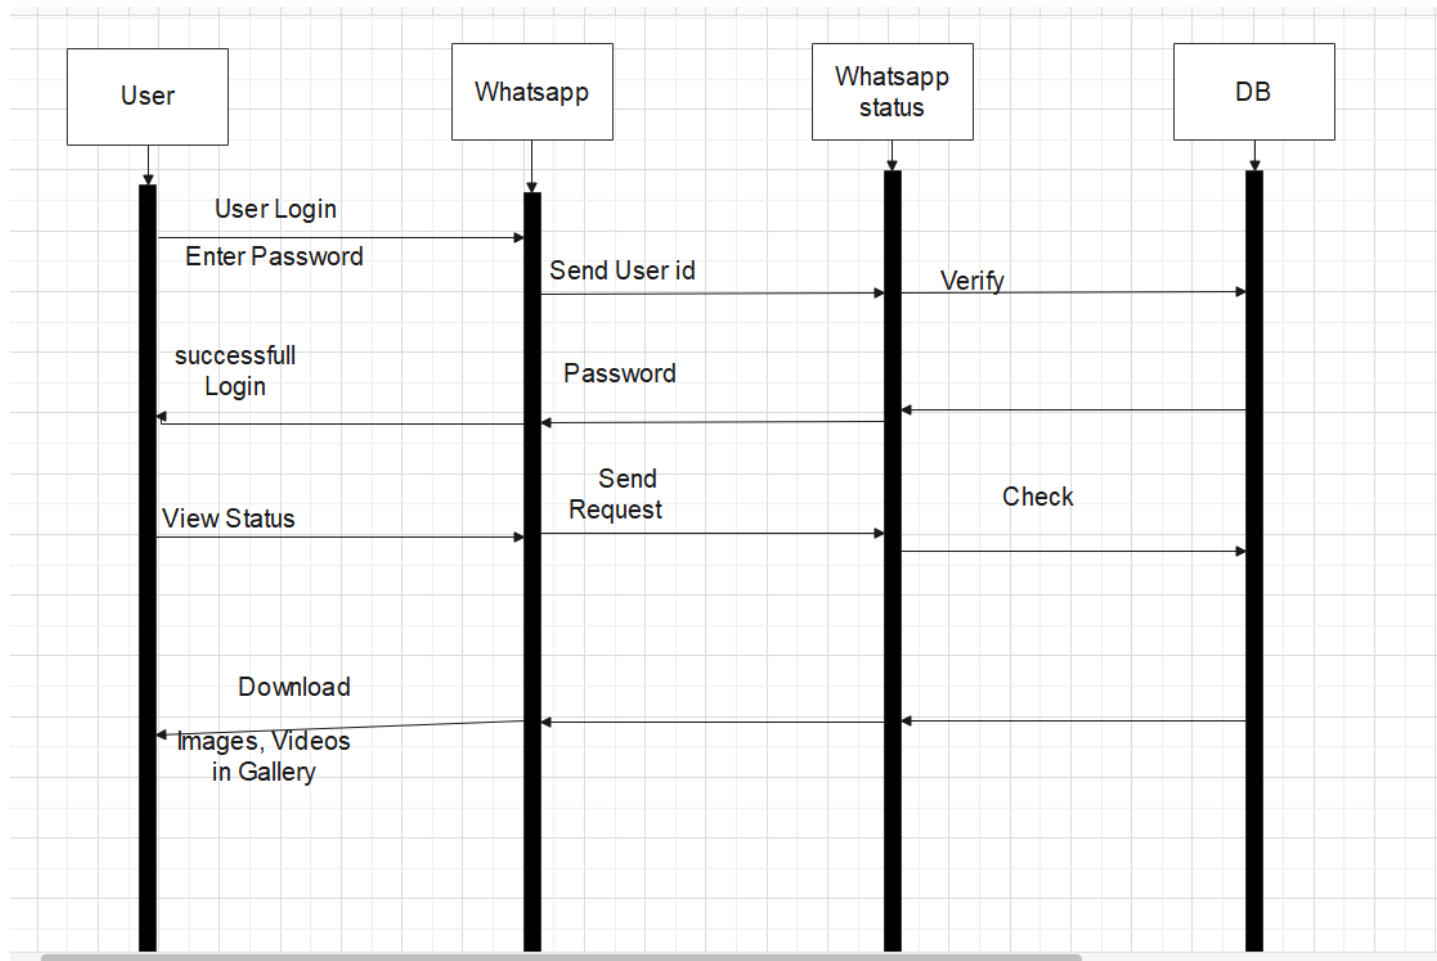 User
Whatsapp
Whatsapp
status
DB
User Login
Enter Password
Send User id
Verify
successfull
Login
Password
Send
Request
Check
View Status
Download
Images, Videos
in Gallery